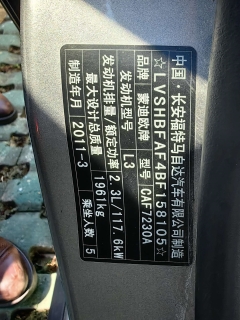 中国·长安福特马自达汽车有限公司制造
☆LVSHBFAF4BF158105☆
品牌 蒙迪欧牌 型号 CAF7230A
发动机型号 L3
发动机排量/额定功率 2.3L/117.6kW
最大设计总质量 1961kg
制造年月 2011-3 乘坐人数 5